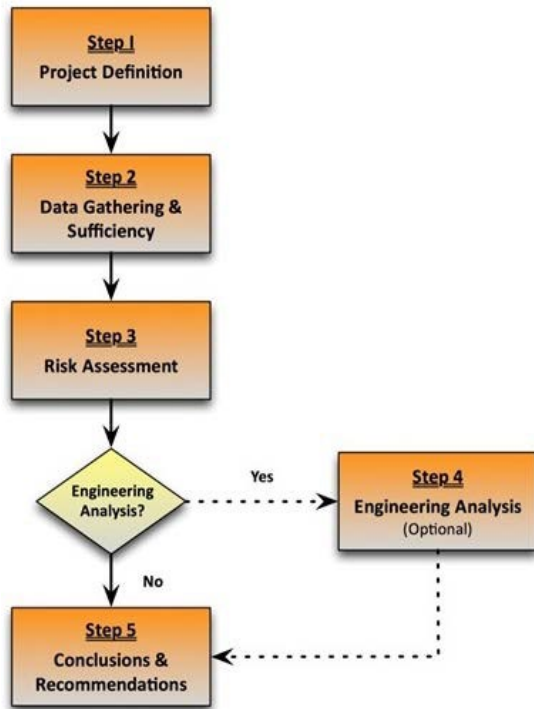 Step I
Project Definition
Step 2
Data Gathering &
Sufficiency
Step 3
Risk Assessment
Engineering
Analysis?
Yes
Step 4
Engineering Analysis
(Optional)
No
Step 5
Conclusions &
Recommendations